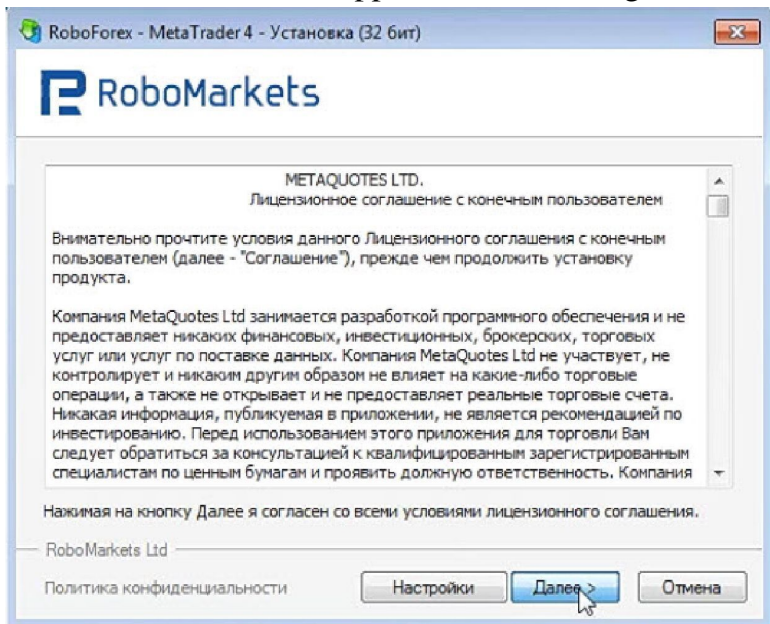 RoboForex - MetaTrader 4 - Установка (32 бит)
RoboMarkets
METAQUOTES LTD.
Лицензионное соглашение с конечным пользователем
Внимательно прочтите условия данного Лицензионного соглашения с конечным
пользователем (далее - "Соглашение"), прежде чем продолжить установку
продукта.
Компания MetaQuotes Ltd занимается разработкой программного обеспечения и не
предоставляет никаких финансовых, инвестиционных, брокерских, торговых
услуг или услуг по поставке данных. Компания MetaQuotes Ltd не участвует, не
контролирует и никаким другим образом не влияет на какие-либо торговые
операции, а также не открывает и не предоставляет реальные торговые счета.
Никакая информация, публикуемая в приложении, не является рекомендацией по
инвестированию. Перед использованием этого приложения для торговли Вам
следует обратиться за консультацией к квалифицированным зарегистрированным
специалистам по ценным бумагам и проявить должную ответственность. Компания
Нажимая на кнопку Далее я согласен со всеми условиями лицензионного соглашения.
RoboMarkets Ltd
Политика конфиденциальности
Настройки
Далее >
Отмена